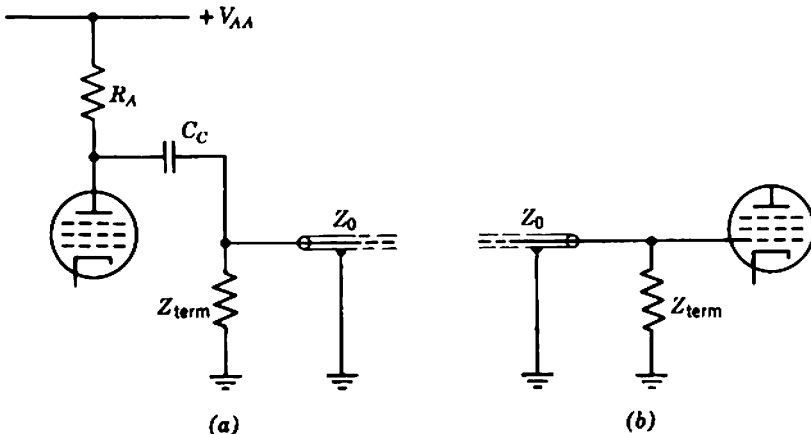 + V_AA
R_A
C_C
Z_0
Z_term
(a)
Z_0
Z_term
(b)